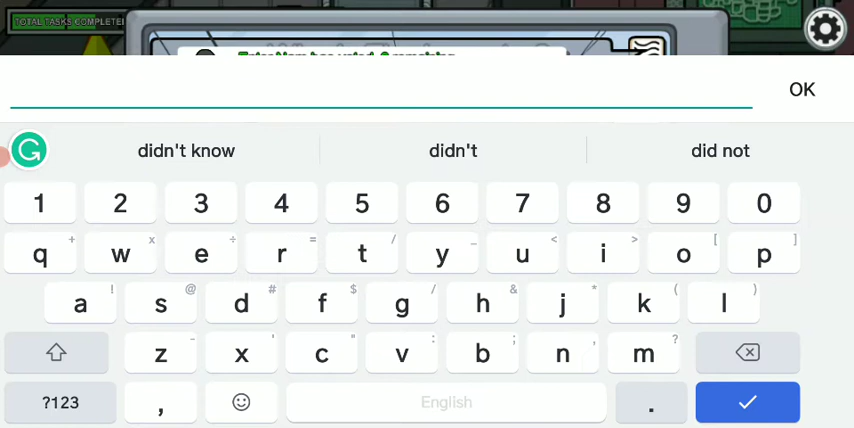 TOTAL TASKS COMPLETED
OK
didn't know didn't did not
1 2 3 4 5 6 7 8 9 0
q + w x e ÷ r = t / y _ u < i > o [ p ]
a ! s @ d # f $ g / h & j * k ( l )
z - x ' c " v : b ; n , m ?
?123 , English .